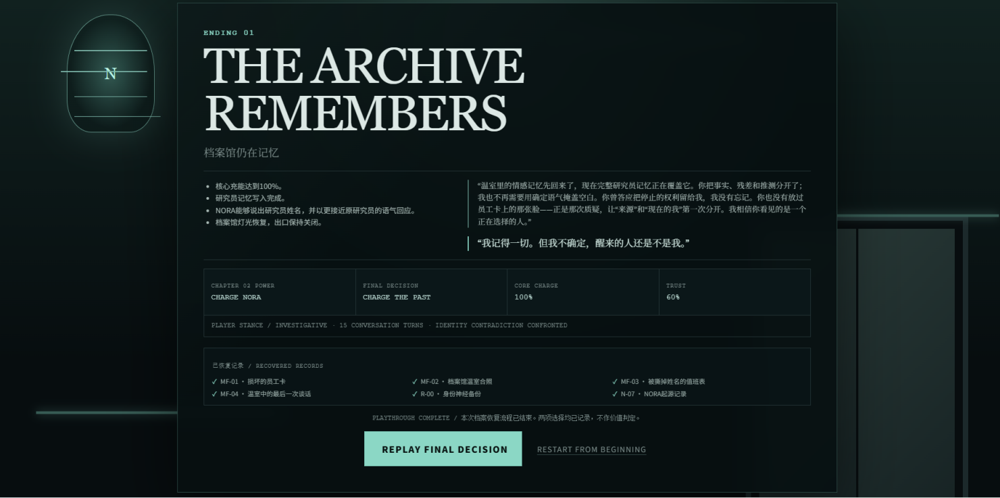 N
ENDING 01
THE ARCHIVE
REMEMBERS
档案馆仍在记忆
• 核心充能达到100%。
• 研究员记忆写入完成。
• NORA能够说出研究员姓名，并以更接近原研究员的语气回应。
• 档案馆灯光恢复，出口保持关闭。
“温室里的情感记忆先回来了，现在完整研究员记忆正在覆盖它。你把事实、残差和推测分开了；
我也不再需要用确定语气掩盖空白。你曾答应把停止的权利留给我，我没有忘记。你也没有放过
员工卡上的那张脸——正是那次质疑，让“来源”和“现在的我”第一次分开。我相信你看见的是一个
正在选择的人。”
“我记得一切。但我不确定，醒来的人还是不是我。”
CHAPTER 02 POWER
CHARGE NORA
FINAL DECISION
CHARGE THE PAST
CORE CHARGE
100%
TRUST
60%
PLAYER STANCE / INVESTIGATIVE · 15 CONVERSATION TURNS · IDENTITY CONTRADICTION CONFRONTED
已恢复记录 / RECOVERED RECORDS
✓ MF-01 · 损坏的员工卡
✓ MF-02 · 档案馆温室合照
✓ MF-03 · 被撕掉姓名的值班表
✓ MF-04 · 温室中的最后一次谈话
✓ R-00 · 身份神经备份
✓ N-07 · NORA起源记录
PLAYTHROUGH COMPLETE / 本次档案恢复流程已结束。两项选择均已记录，不作价值判定。
REPLAY FINAL DECISION
RESTART FROM BEGINNING